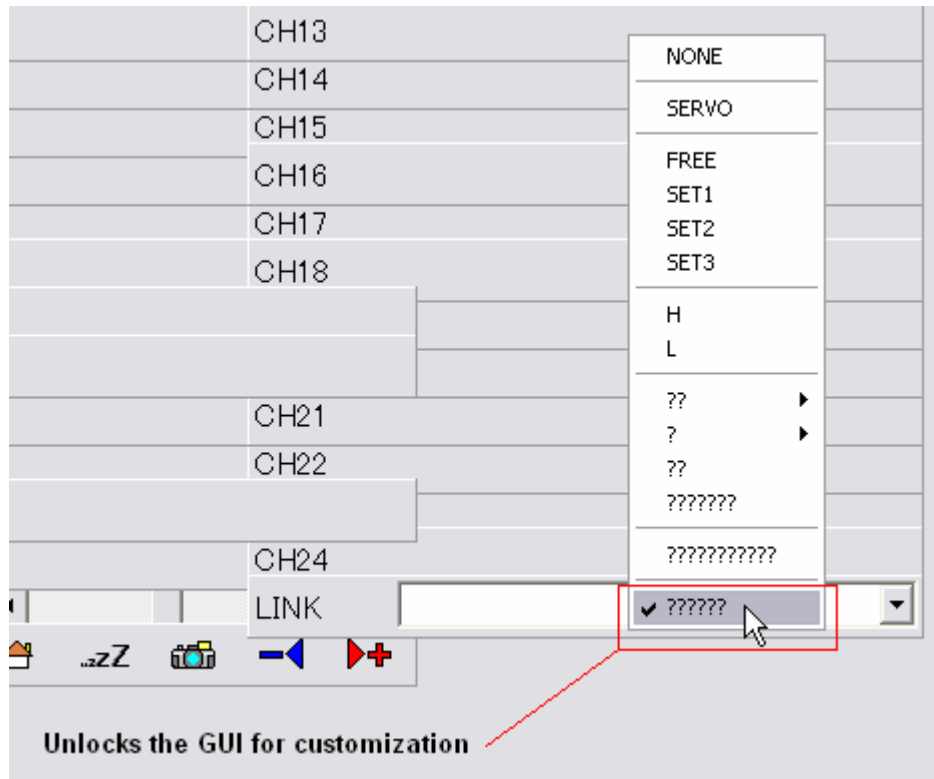 CH13
CH14
CH15
CH16
CH17
CH18
CH21
CH22
CH24
LINK
NONE
SERVO
FREE
SET1
SET2
SET3
H
L
??
?
??
???????
???????????
??????
..zzZ
Unlocks the GUI for customization